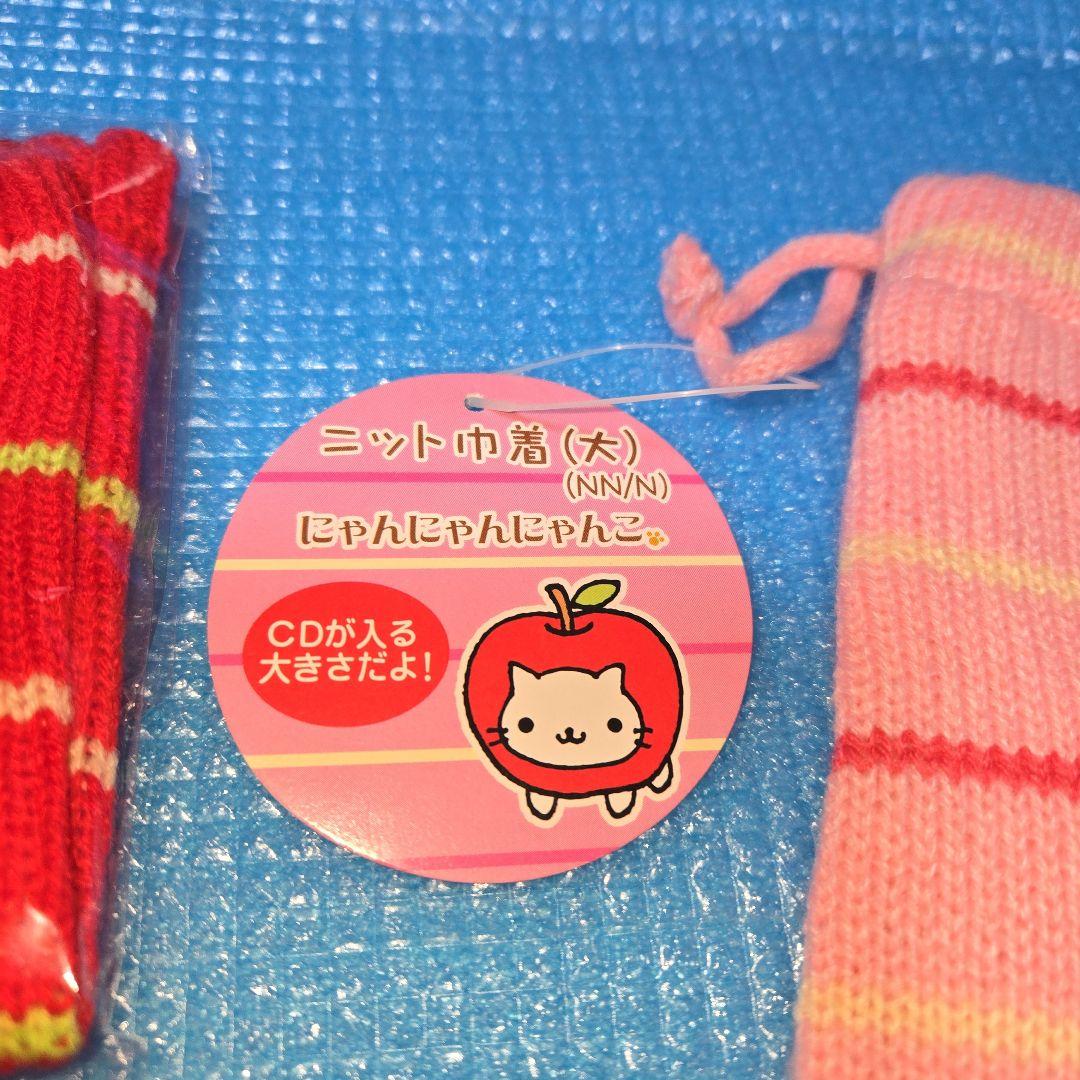 ニット巾着(大)
(NN/N)
にゃんにゃんにゃんこ
CDが入る
大きさだよ!